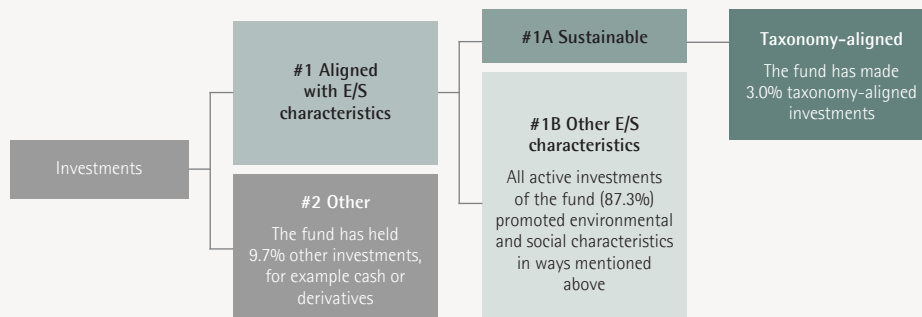 Investments
#1 Aligned
with E/S
characteristics
#2 Other
The fund has held
9.7% other investments,
for example cash or
derivatives
#1A Sustainable
#1B Other E/S
characteristics
All active investments
of the fund (87.3%)
promoted environmental
and social characteristics
in ways mentioned
above
Taxonomy-aligned
The fund has made
3.0% taxonomy-aligned
investments